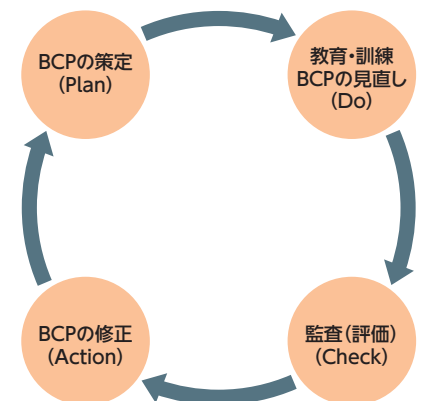 BCPの策定
(Plan)
教育・訓練
BCPの見直し
(Do)
監査(評価)
(Check)
BCPの修正
(Action)